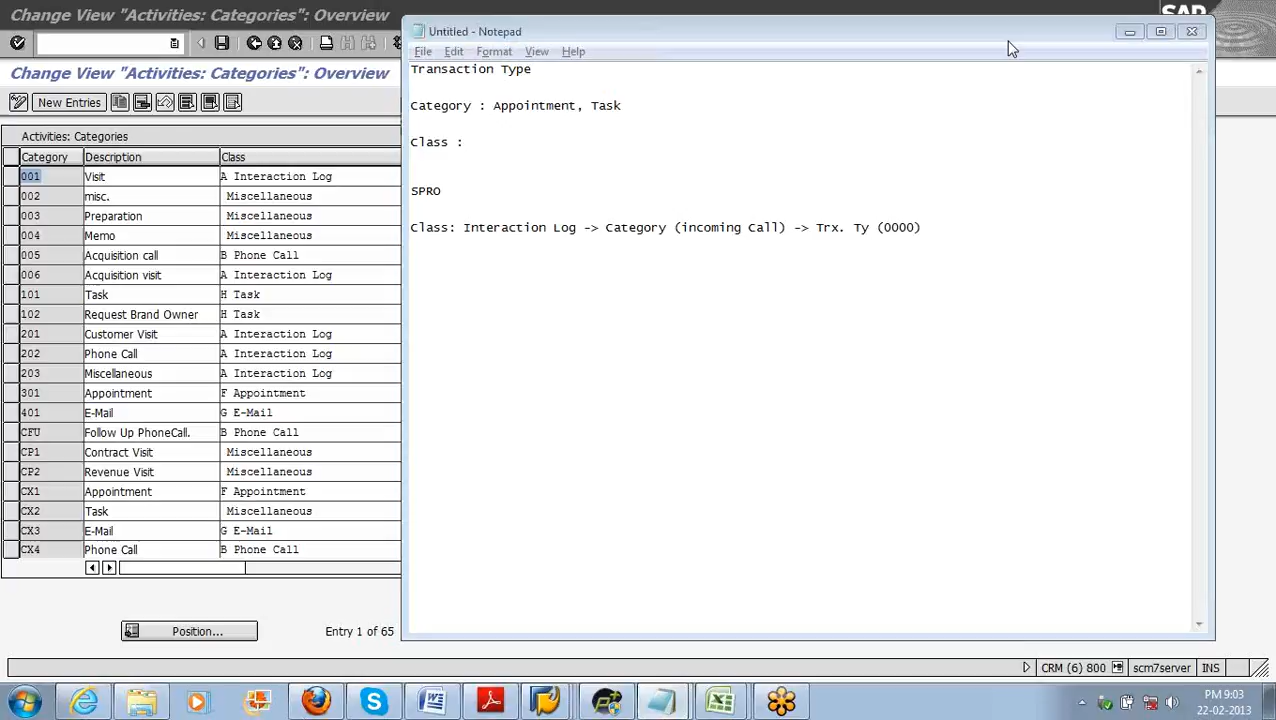 Change View "Activities: Categories": Overview
SAP
Change View "Activities: Categories": Overview
New Entries
Activities: Categories
Category Description Class
001 Visit A Interaction Log
002 misc. Miscellaneous
003 Preparation Miscellaneous
004 Memo Miscellaneous
005 Acquisition call B Phone Call
006 Acquisition visit A Interaction Log
101 Task H Task
102 Request Brand Owner H Task
201 Customer Visit A Interaction Log
202 Phone Call A Interaction Log
203 Miscellaneous A Interaction Log
301 Appointment F Appointment
401 E-Mail G E-Mail
CFU Follow Up PhoneCall. B Phone Call
CP1 Contract Visit Miscellaneous
CP2 Revenue Visit Miscellaneous
CX1 Appointment F Appointment
CX2 Task Miscellaneous
CX3 E-Mail G E-Mail
CX4 Phone Call B Phone Call
Position... Entry 1 of 65
Untitled - Notepad
File Edit Format View Help
Transaction Type
Category : Appointment, Task
Class :
SPRO
Class: Interaction Log -> Category (incoming Call) -> Trx. Ty (0000)
CRM (6) 800 scm7server INS
PM 9:03
22-02-2013